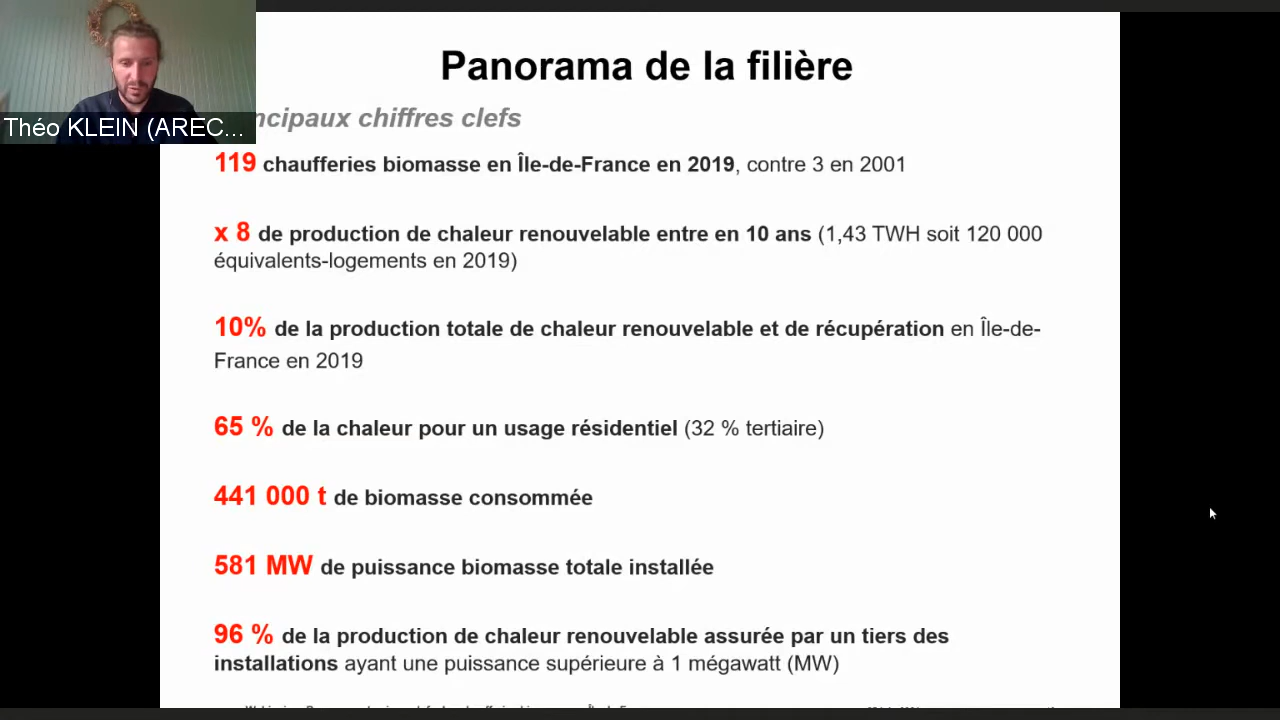 Panorama de la filière
Théo KLEIN (AREC...
ncipaux chiffres clefs
119 chaufferies biomasse en Île-de-France en 2019, contre 3 en 2001
x 8 de production de chaleur renouvelable entre en 10 ans (1,43 TWH soit 120 000
équivalents-logements en 2019)
10% de la production totale de chaleur renouvelable et de récupération en Île-de-
France en 2019
65 % de la chaleur pour un usage résidentiel (32 % tertiaire)
441 000 t de biomasse consommée
581 MW de puissance biomasse totale installée
96 % de la production de chaleur renouvelable assurée par un tiers des
installations ayant une puissance supérieure à 1 mégawatt (MW)